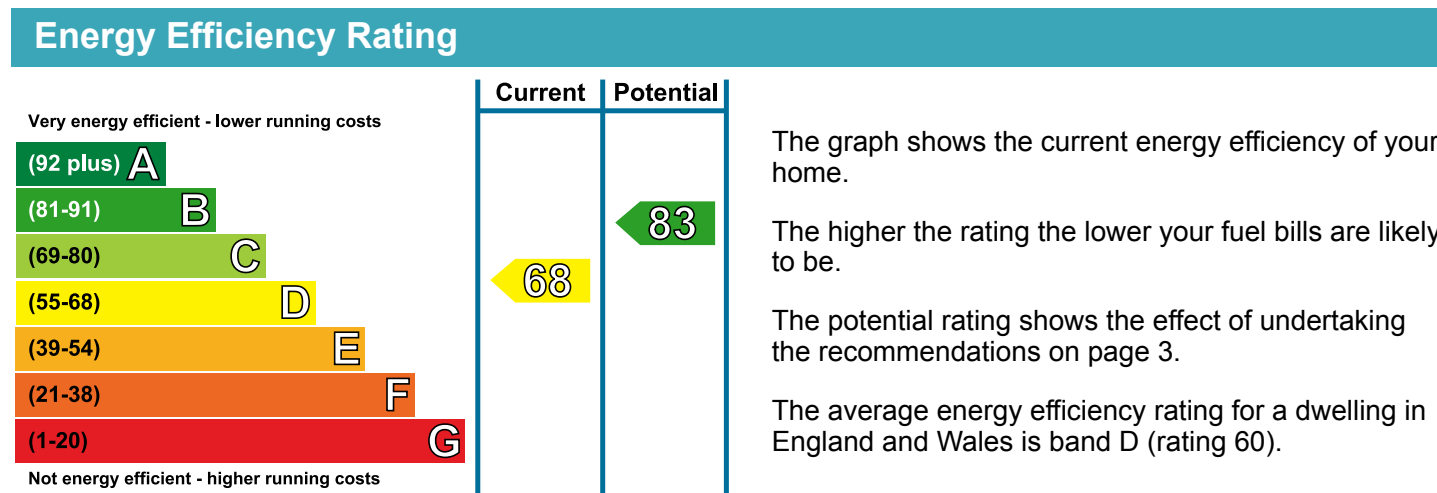 Energy Efficiency Rating
Current Potential
Very energy efficient - lower running costs
(92 plus) A
(81-91) B
83
(69-80) C
68
(55-68) D
(39-54) E
(21-38) F
(1-20) G
Not energy efficient - higher running costs
The graph shows the current energy efficiency of your
home.
The higher the rating the lower your fuel bills are likely
to be.
The potential rating shows the effect of undertaking
the recommendations on page 3.
The average energy efficiency rating for a dwelling in
England and Wales is band D (rating 60).